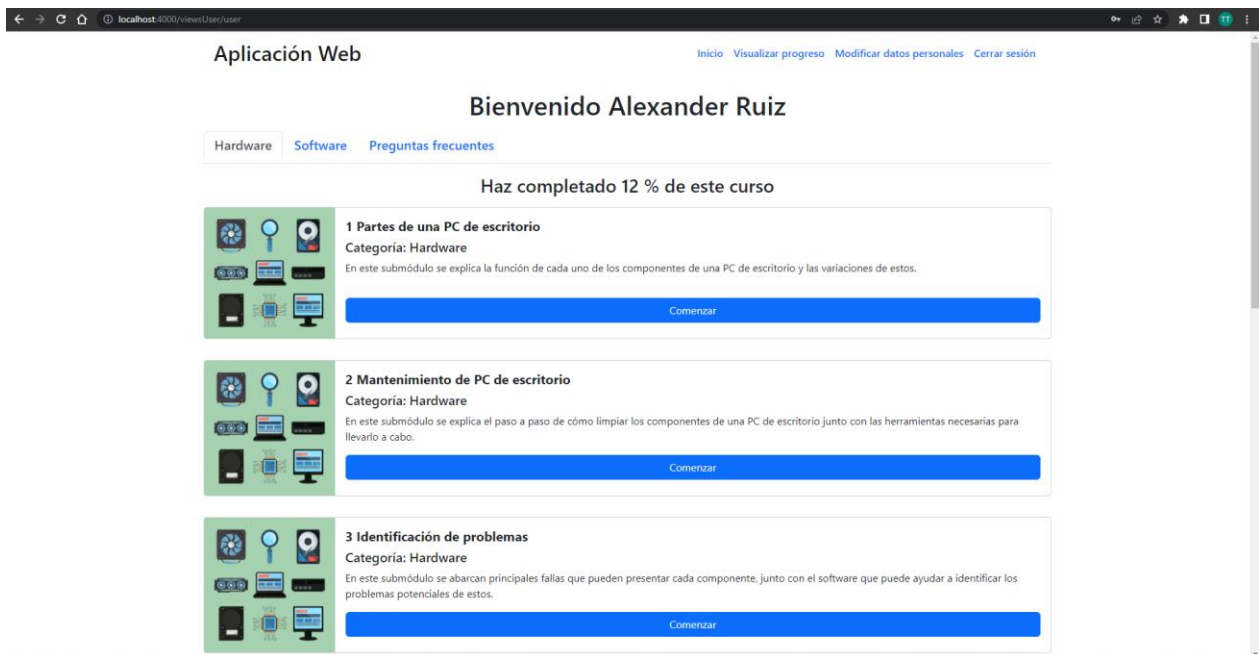 localhost:4000/viewsUser/user
TT
Aplicación Web
Inicio Visualizar progreso Modificar datos personales Cerrar sesión
Bienvenido Alexander Ruiz
Hardware Software Preguntas frecuentes
Haz completado 12 % de este curso
1 Partes de una PC de escritorio
Categoría: Hardware
En este submódulo se explica la función de cada uno de los componentes de una PC de escritorio y las variaciones de estos.
Comenzar
2 Mantenimiento de PC de escritorio
Categoría: Hardware
En este submódulo se explica el paso a paso de cómo limpiar los componentes de una PC de escritorio junto con las herramientas necesarias para
llevarlo a cabo.
Comenzar
3 Identificación de problemas
Categoría: Hardware
En este submódulo se abarcan principales fallas que pueden presentar cada componente, junto con el software que puede ayudar a identificar los
problemas potenciales de estos.
Comenzar